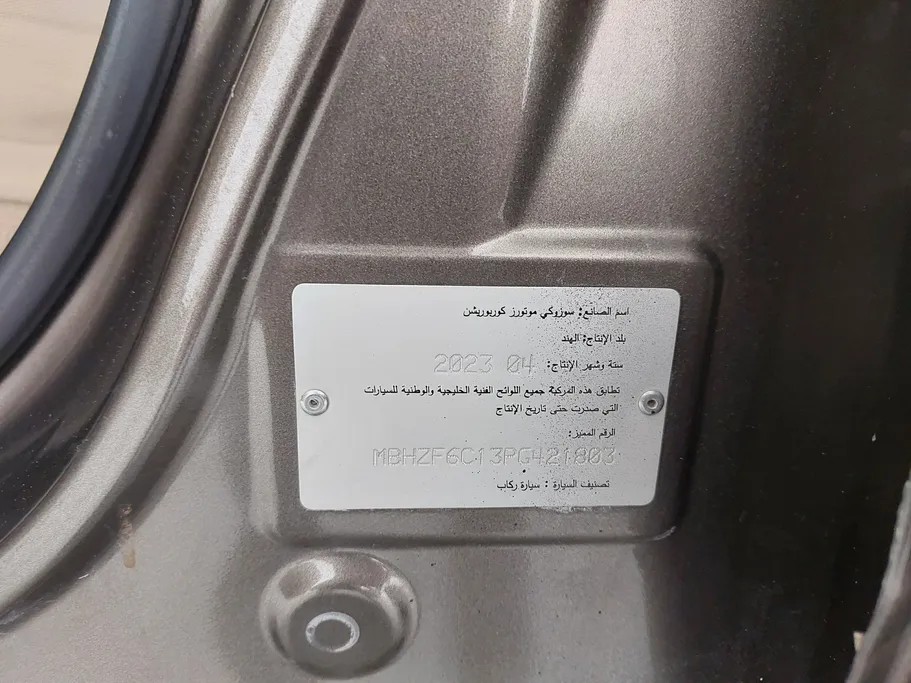 اسم الصانع: سوزوكي موتورز كوربوريشن
بلد الإنتاج: الهند
سنة وشهر الإنتاج: 2023 04
تطابق هذه المركبة جميع اللوائح الفنية الخليجية والوطنية للسيارات
التي صدرت حتى تاريخ الإنتاج
الرقم المميز:
MBHZF6C13PG421803
تصنيف السيارة : سيارة ركاب